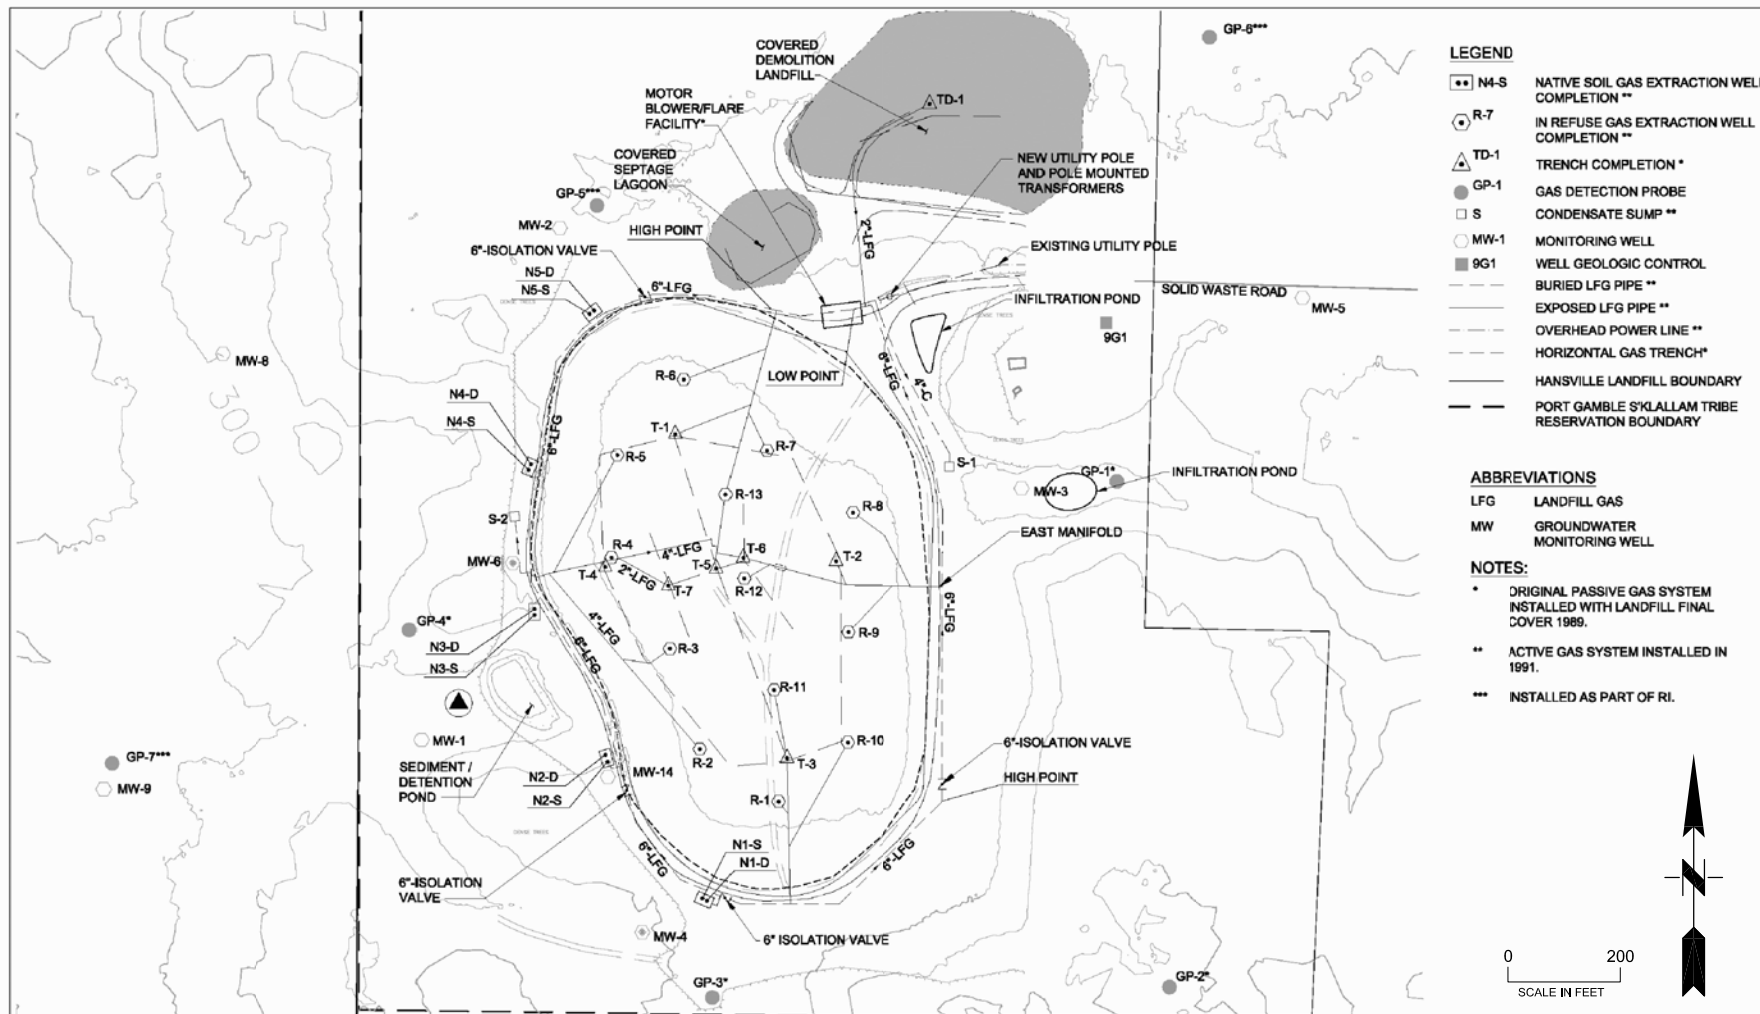 GP-6***
COVERED
DEMOLITION
LANDFILL
TD-1
MOTOR
BLOWER/FLARE
FACILITY*
COVERED
SEPTAGE
LAGOON
NEW UTILITY POLE
AND POLE MOUNTED
TRANSFORMERS
GP-5***
MW-2
HIGH POINT
2"-LFG
EXISTING UTILITY POLE
6"-ISOLATION VALVE
N5-D
N5-S
6"-LFG
DENSE TREES
SOLID WASTE ROAD
MW-5
INFILTRATION POND
DENSE TREES
9G1
MW-8
300
R-6
LOW POINT
6"-LFG
4"-C
N4-D
N4-S
6"-LFG
T-1
R-7
R-5
DENSE TREES
S-1
GP-1*
INFILTRATION POND
MW-3
R-13
R-8
S-2
EAST MANIFOLD
R-4
4"-LFG
T-6
T-2
MW-6
T-4
2"-LFG
T-7
T-5
R-12
GP-4*
4"-LFG
6"-LFG
R-9
6"-LFG
N3-D
N3-S
R-3
R-11
MW-1
R-2
R-10
T-3
6"-ISOLATION VALVE
GP-7***
MW-9
SEDIMENT /
DETENTION
POND
N2-D
N2-S
MW-14
HIGH POINT
R-1
DENSE TREES
6"-LFG
N1-S
N1-D
6"-LFG
6"-ISOLATION
VALVE
MW-4
6" ISOLATION VALVE
GP-3*
GP-2*
LEGEND
N4-S NATIVE SOIL GAS EXTRACTION WELL
COMPLETION **
R-7 IN REFUSE GAS EXTRACTION WELL
COMPLETION **
TD-1 TRENCH COMPLETION *
GP-1 GAS DETECTION PROBE
S CONDENSATE SUMP **
MW-1 MONITORING WELL
9G1 WELL GEOLOGIC CONTROL
BURIED LFG PIPE **
EXPOSED LFG PIPE **
OVERHEAD POWER LINE **
HORIZONTAL GAS TRENCH*
HANSVILLE LANDFILL BOUNDARY
PORT GAMBLE S'KLALLAM TRIBE
RESERVATION BOUNDARY
ABBREVIATIONS
LFG LANDFILL GAS
MW GROUNDWATER
MONITORING WELL
NOTES:
* ORIGINAL PASSIVE GAS SYSTEM
INSTALLED WITH LANDFILL FINAL
COVER 1989.
** ACTIVE GAS SYSTEM INSTALLED IN
1991.
*** INSTALLED AS PART OF RI.
N
0 200
SCALE IN FEET